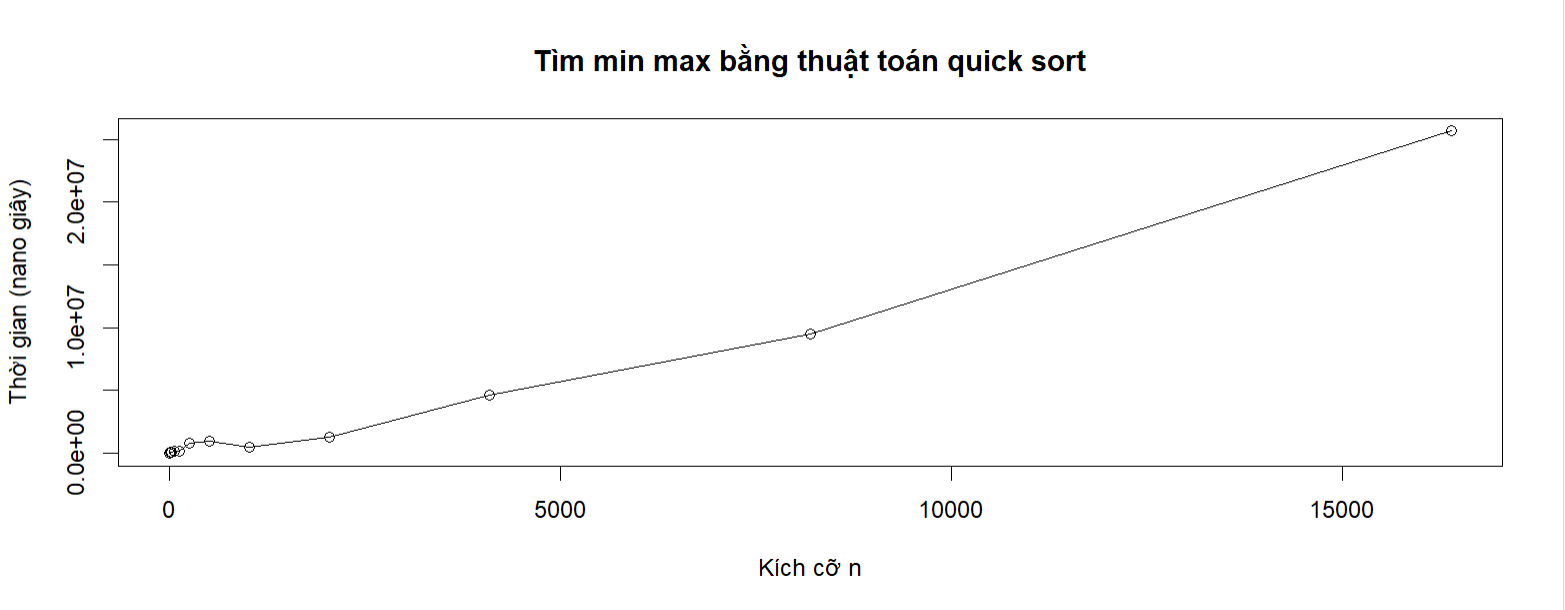 Tìm min max bằng thuật toán quick sort
Thời gian (nano giây)
2.0e+07
1.0e+07
0.0e+00
0 5000 10000 15000
Kích cỡ n